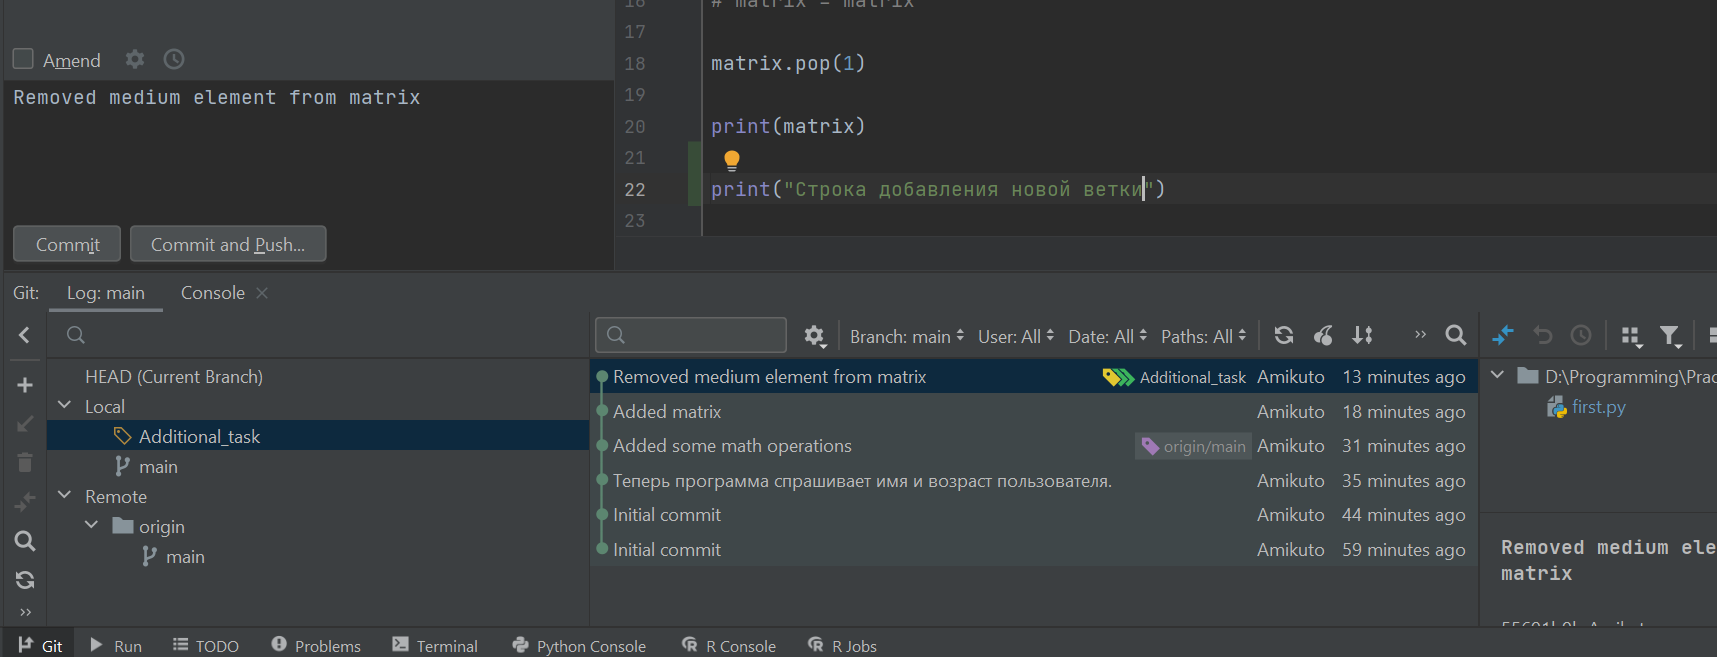 16 # matrix = matrix
17
Amend
18 matrix.pop(1)
Removed medium element from matrix
19
20 print(matrix)
21
22 print("Строка добавления новой ветки")
23
Commit Commit and Push...
Git: Log: main Console
Branch: main User: All Date: All Paths: All
HEAD (Current Branch)
Local
Additional_task
main
Remote
origin
main
Removed medium element from matrix Additional_task Amikuto 13 minutes ago
Added matrix Amikuto 18 minutes ago
Added some math operations origin/main Amikuto 31 minutes ago
Теперь программа спрашивает имя и возраст пользователя. Amikuto 35 minutes ago
Initial commit Amikuto 44 minutes ago
Initial commit Amikuto 59 minutes ago
D:\Programming\Prac
first.py
Removed medium ele
matrix
Git Run TODO Problems Terminal Python Console R Console R Jobs